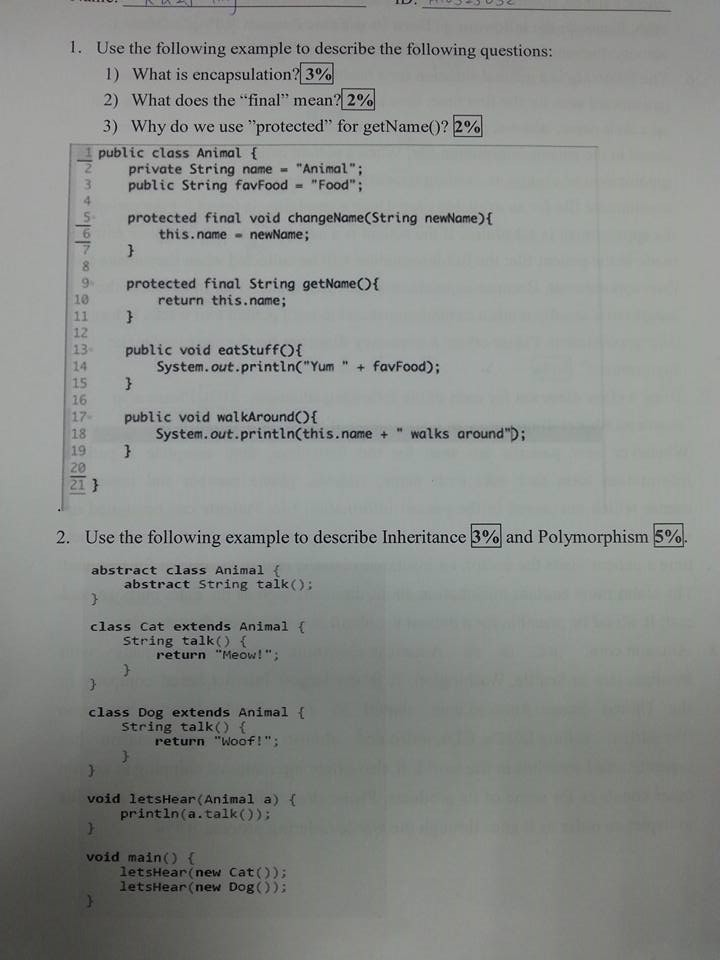 1. Use the following example to describe the following questions:
1) What is encapsulation? 3%
2) What does the “final” mean? 2%
3) Why do we use ”protected” for getName()? 2%
1 public class Animal {
2 private String name = "Animal";
3 public String favFood = "Food";
4
5 protected final void changeName(String newName){
6 this.name = newName;
7 }
8
9 protected final String getName(){
10 return this.name;
11 }
12
13 public void eatStuff(){
14 System.out.println("Yum " + favFood);
15 }
16
17 public void walkAround(){
18 System.out.println(this.name + " walks around");
19 }
20
21 }
2. Use the following example to describe Inheritance 3% and Polymorphism 5%.
abstract class Animal {
abstract String talk();
}
class Cat extends Animal {
String talk() {
return "Meow!";
}
}
class Dog extends Animal {
String talk() {
return "Woof!";
}
}
void letsHear(Animal a) {
println(a.talk());
}
void main() {
letsHear(new Cat());
letsHear(new Dog());
}